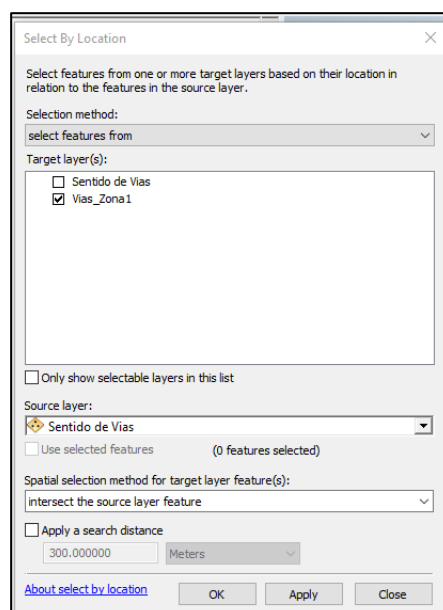 Select By Location
Select features from one or more target layers based on their location in
relation to the features in the source layer.
Selection method:
select features from
Target layer(s):
Sentido de Vias
Vias_Zona1
Only show selectable layers in this list
Source layer:
Sentido de Vias
Use selected features (0 features selected)
Spatial selection method for target layer feature(s):
intersect the source layer feature
Apply a search distance
300.000000 Meters
About select by location OK Apply Close